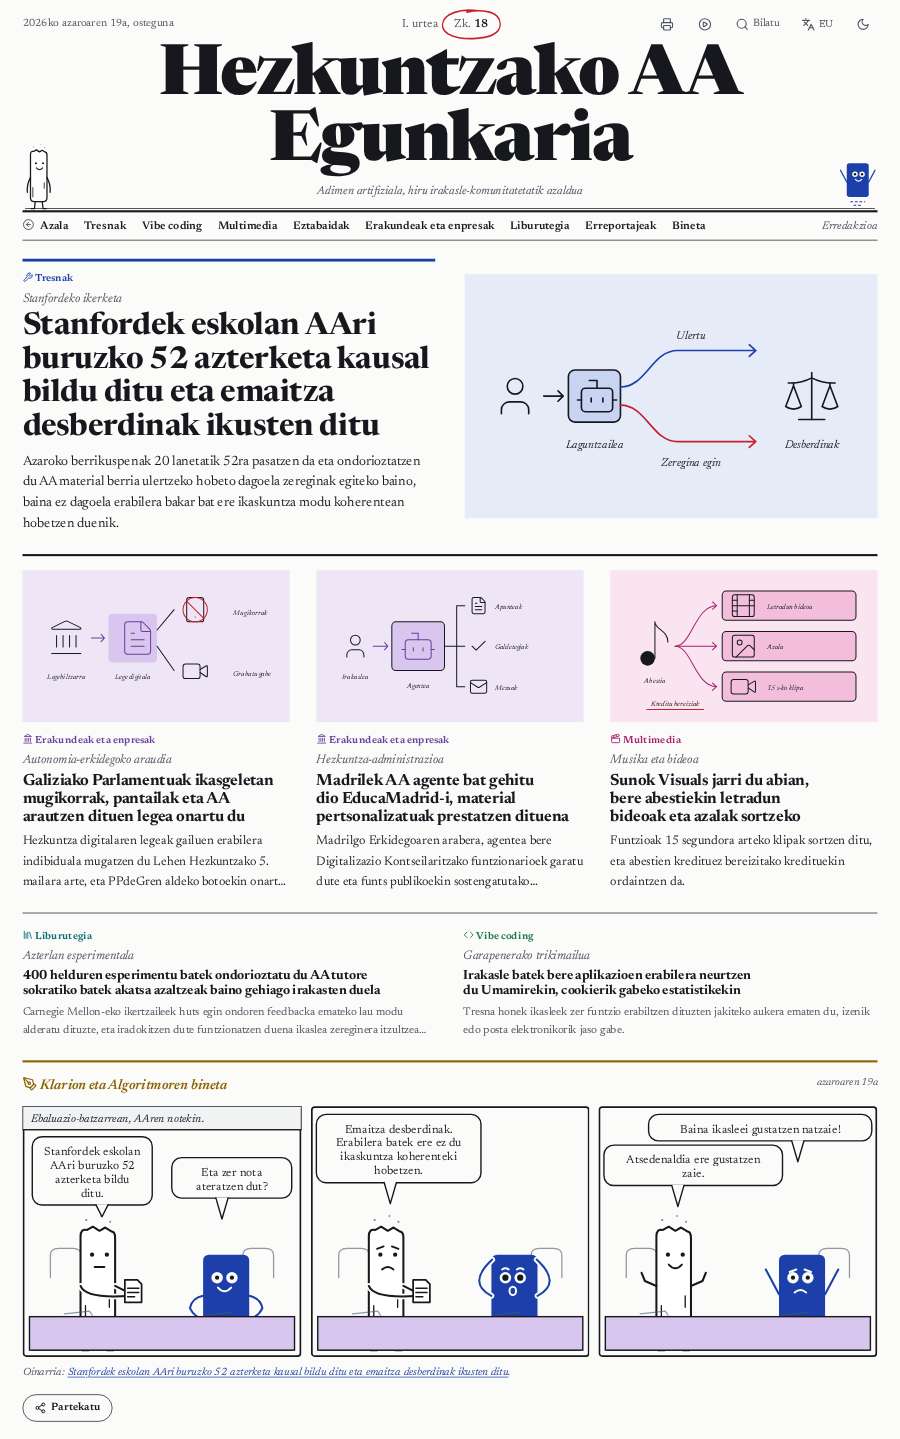 2026ko azaroaren 19a, osteguna
I. urtea Zk. 18
Bilatu
EU
Hezkuntzako AA
Egunkaria
Adimen artifiziala, hiru irakasle-komunitatetatik azaldua
Azala Tresnak Vibe coding Multimedia Eztabaidak Erakundeak eta enpresak Liburutegia Erreportajeak Bineta Erredakzioa
Tresnak
Stanfordeko ikerketa
Stanfordek eskolan AAri
buruzko 52 azterketa kausal
bildu ditu eta emaitza
desberdinak ikusten ditu
Azaroko berrikuspenak 20 lanetatik 52ra pasatzen da eta ondorioztatzen
du AA material berria ulertzeko hobeto dagoela zereginak egiteko baino,
baina ez dagoela erabilera bakar bat ere ikaskuntza modu koherentean
hobetzen duenik.
Ulertu
Laguntzailea
Zeregina egin
Desberdinak
Legebiltzarra
Lege digitala
Mugikorrak
Grabatu gabe
Erakundeak eta enpresak
Autonomia-erkidegoko araudia
Galiziako Parlamentuak ikasgeletan
mugikorrak, pantailak eta AA
arautzen dituen legea onartu du
Hezkuntza digitalaren legeak gailuen erabilera
indibiduala mugatzen du Lehen Hezkuntzako 5.
mailara arte, eta PPdeGren aldeko botoekin onart...
Irakaslea
Agentea
Apunteak
Galdetegiak
Mezuak
Erakundeak eta enpresak
Hezkuntza-administrazioa
Madrilek AA agente bat gehitu
dio EducaMadrid-i, material
pertsonalizatuak prestatzen dituena
Madrilgo Erkidegoaren arabera, agentea bere
Digitalizazio Kontseilaritzako funtzionarioek garatu
dute eta funts publikoekin sostengatutako...
Abestia
Kreditu bereiziak
Letradun bideoa
Azala
15 s-ko klipa
Multimedia
Musika eta bideoa
Sunok Visuals jarri du abian,
bere abestiekin letradun
bideoak eta azalak sortzeko
Funtzioak 15 segundora arteko klipak sortzen ditu,
eta abestien kredituez bereizitako kredituekin
ordaintzen da.
Liburutegia
Azterlan esperimentala
400 helduren esperimentu batek ondorioztatu du AA tutore
sokratiko batek akatsa azaltzeak baino gehiago irakasten duela
Carnegie Mellon-eko ikertzaileek huts egin ondoren feedbacka emateko lau modu
alderatu dituzte, eta iradokitzen dute funtzionatzen duena ikaslea zereginera itzultzea...
Vibe coding
Garapenerako trikimailua
Irakasle batek bere aplikazioen erabilera neurtzen
du Umamirekin, cookierik gabeko estatistikekin
Tresna honek ikasleek zer funtzio erabiltzen dituzten jakiteko aukera ematen du, izenik
edo posta elektronikorik jaso gabe.
Klarion eta Algoritmoren bineta
azaroaren 19a
Ebaluazio-batzarrean, AAren notekin.
Stanfordek eskolan
AAri buruzko 52
azterketa bildu
ditu.
Eta zer nota
ateratzen dut?
Emaitza desberdinak.
Erabilera batek ere ez du
ikaskuntza koherenteki
hobetzen.
Baina ikasleei gustatzen natzaie!
Atsedenaldia ere gustatzen
zaie.
Oinarria: Stanfordek eskolan AAri buruzko 52 azterketa kausal bildu ditu eta emaitza desberdinak ikusten ditu.
Partekatu